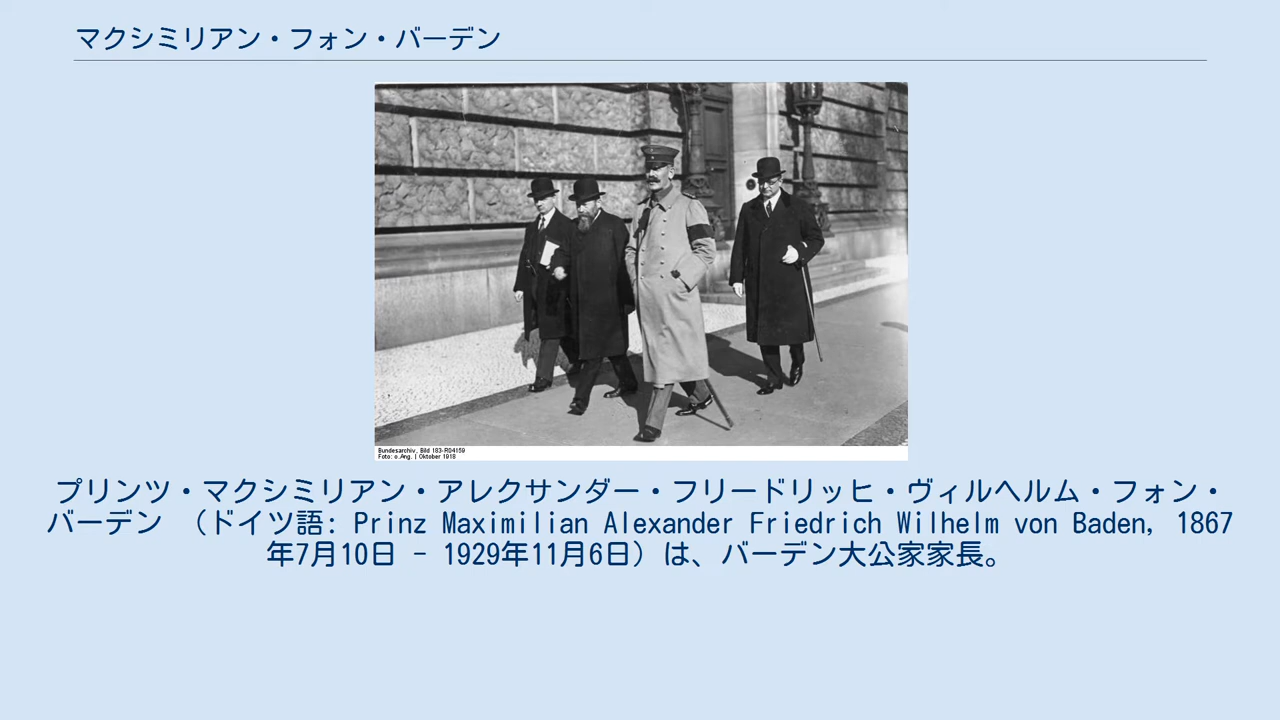 マクシミリアン・フォン・バーデン
Bundesarchiv, Bild 183-R04159
Foto: o.Ang. | Oktober 1918
プリンツ・マクシミリアン・アレクサンダー・フリードリッヒ・ヴィルヘルム・フォン・
バーデン （ドイツ語: Prinz Maximilian Alexander Friedrich Wilhelm von Baden, 1867
年7月10日 - 1929年11月6日）は、バーデン大公家家長。